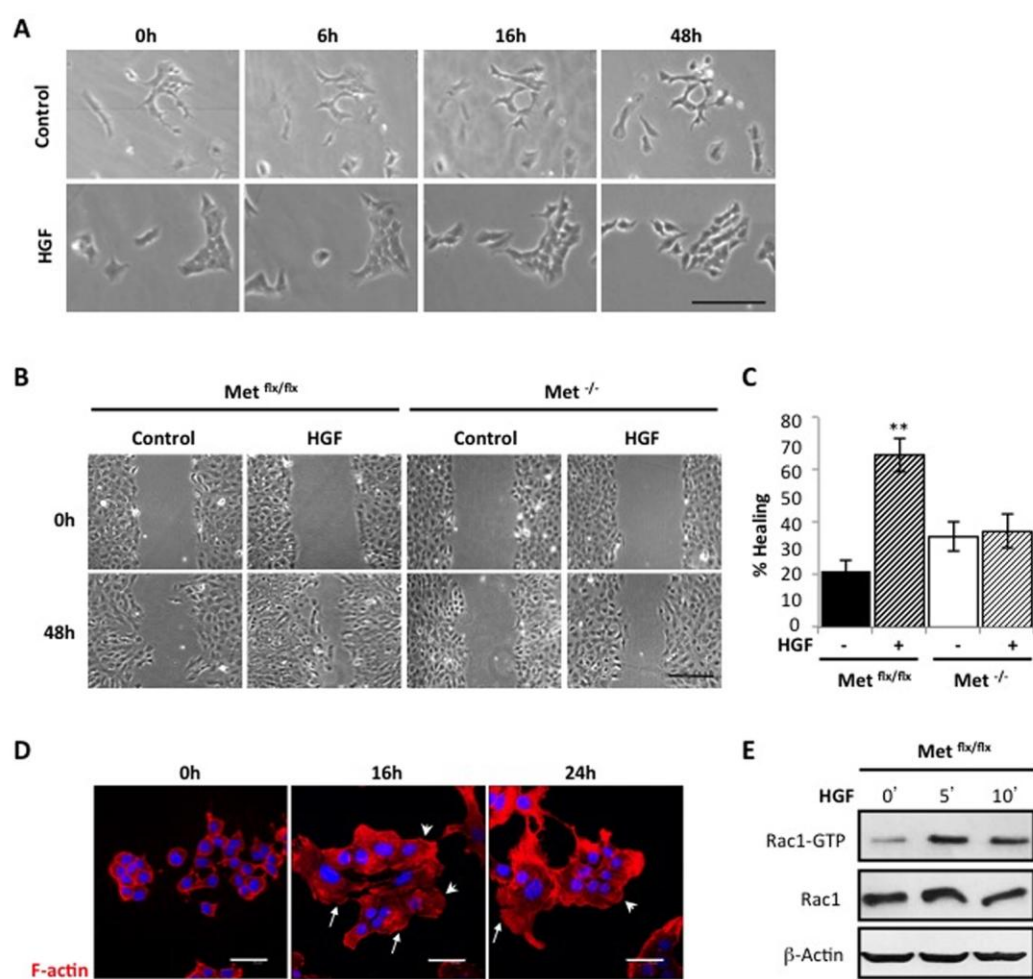 A
0h 6h 16h 48h
Control
HGF
B
Met flx/flx Met -/-
Control HGF Control HGF
0h
48h
C
% Healing
80
70
60
40
30
20
10
0
**
HGF - + - +
Met flx/flx Met -/-
D
0h 16h 24h
F-actin
E
Met flx/flx
HGF 0' 5' 10'
Rac1-GTP
Rac1
β-Actin